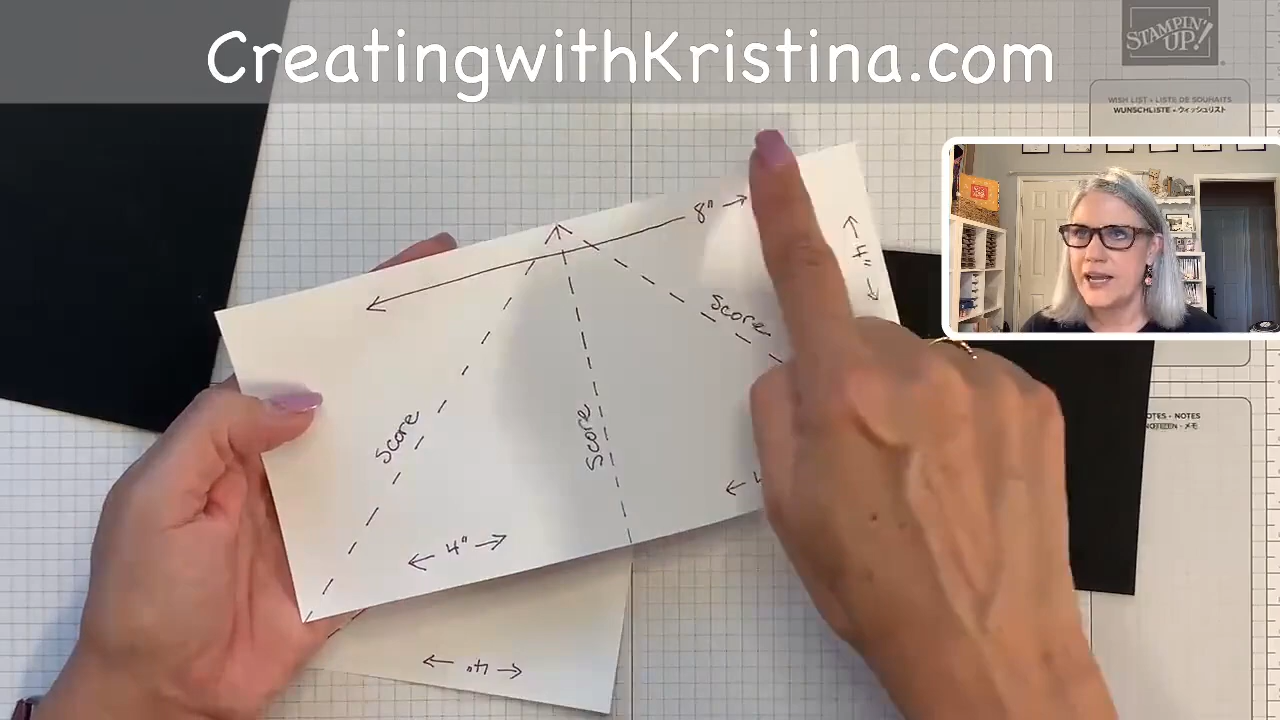 CreatingwithKristina.com
STAMPIN' UP!
WISH LIST • LISTE DE SOUHAITS
WUNSCHLISTE • ウィッシュリスト
8"
4"
Score
Score
Score
4"
4"
NOTES • NOTES
NOTIZEN • メモ